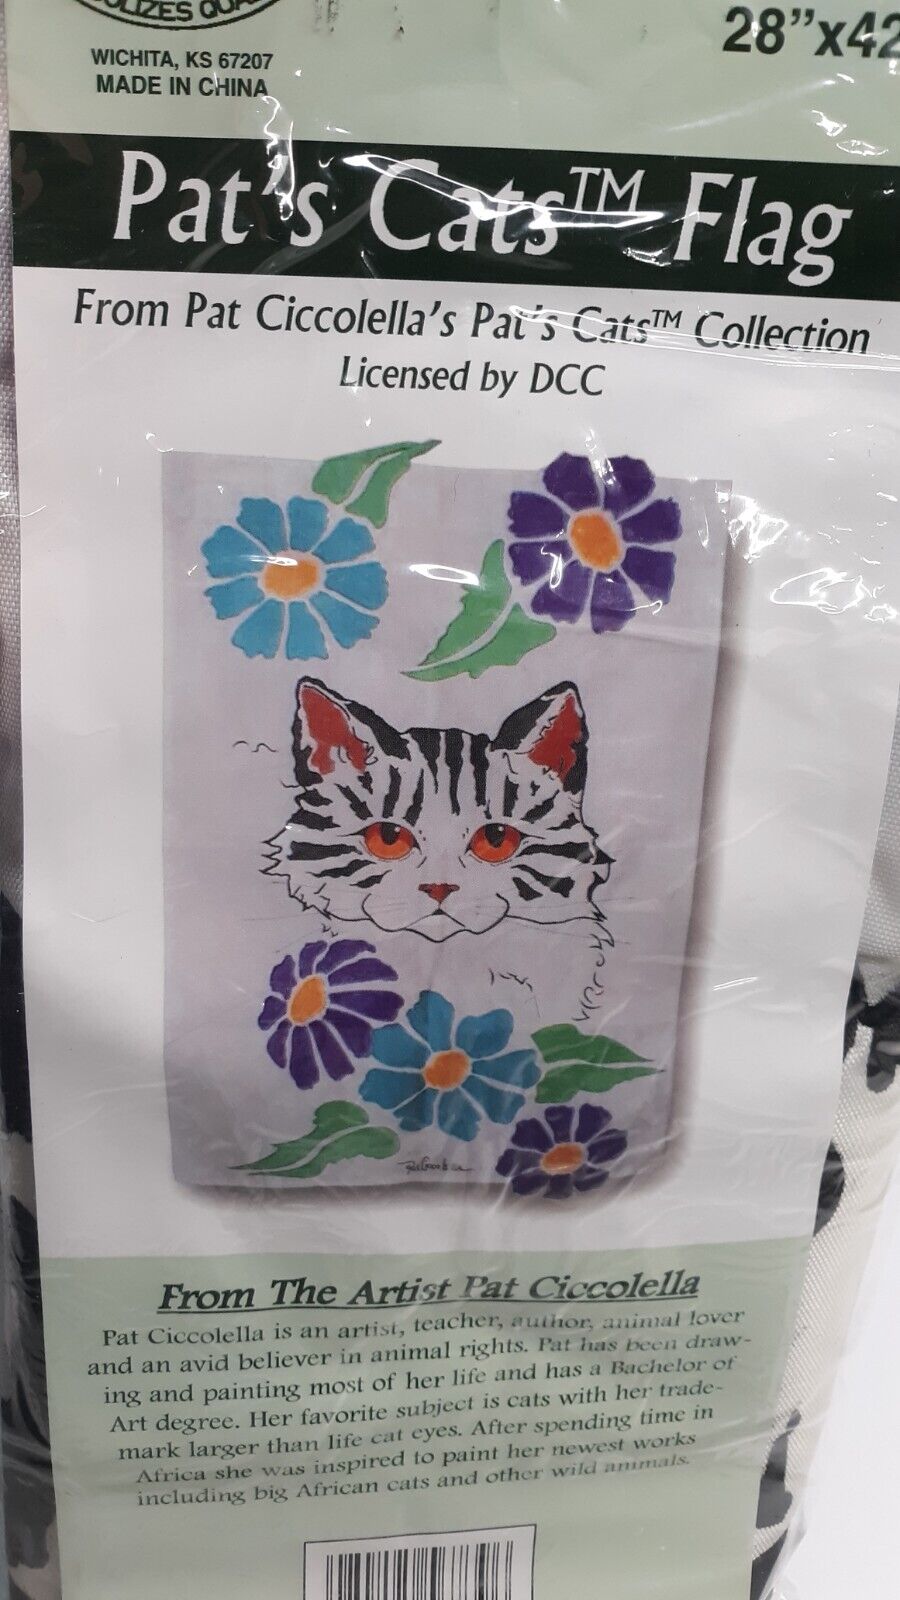 28"x42
WICHITA, KS 67207
MADE IN CHINA
Pat's Cats™ Flag
From Pat Ciccolella's Pat's Cats™ Collection
Licensed by DCC
From The Artist Pat Ciccolella
Pat Ciccolella is an artist, teacher, author, animal lover
and an avid believer in animal rights. Pat has been draw-
ing and painting most of her life and has a Bachelor of
Art degree. Her favorite subject is cats with her trade-
mark larger than life cat eyes. After spending time in
Africa she was inspired to paint her newest works
including big African cats and other wild animals.